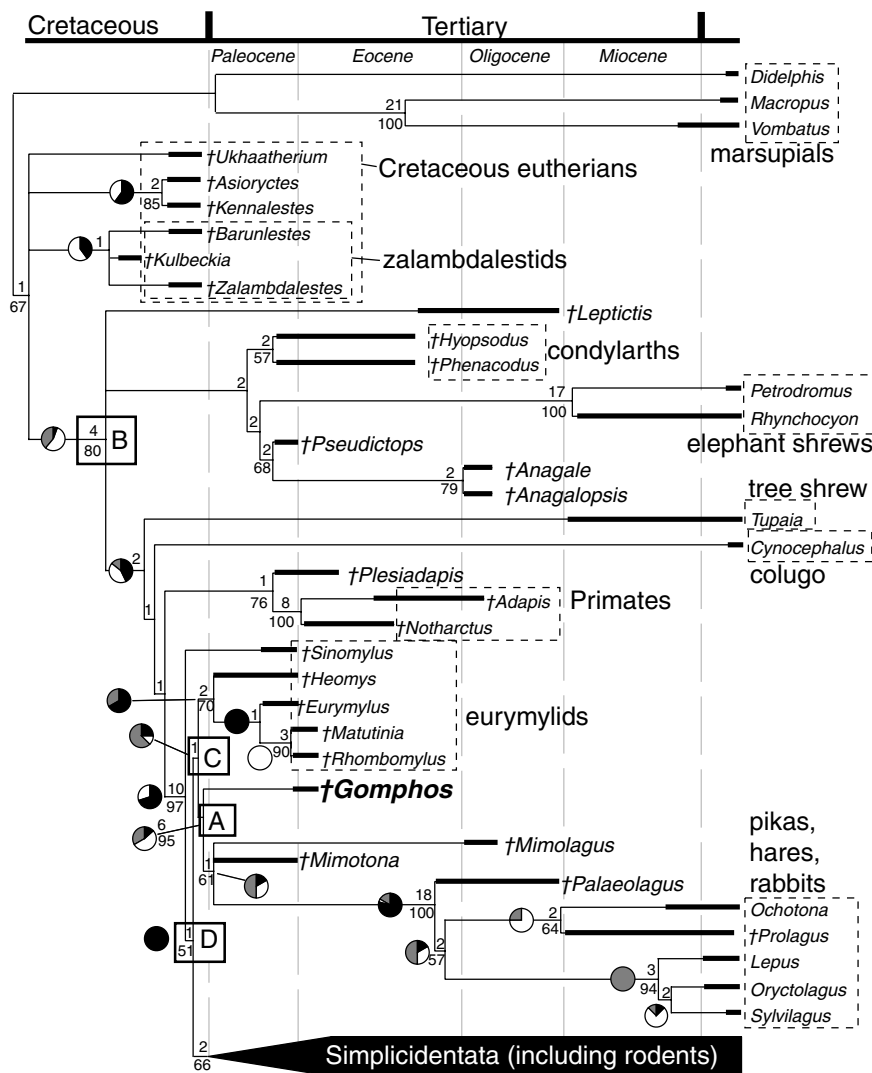 Cretaceous
Tertiary
Paleocene
Eocene
Oligocene
Miocene
Didelphis
21
Macropus
100
Vombatus
marsupials
†Ukhaatherium
Cretaceous eutherians
2
†Asioryctes
85
†Kennalestes
†Barunlestes
1
†Kulbeckia
zalambdalestids
†Zalambdalestes
1
67
†Leptictis
2
†Hyopsodus
condylarths
57
†Phenacodus
2
17
Petrodromus
100
Rhynchocyon
elephant shrews
4
B
80
2
2
†Pseudictops
68
2
†Anagale
79
†Anagalopsis
tree shrew
Tupaia
2
Cynocephalus
colugo
1
†Plesiadapis
1
76
8
†Adapis
Primates
100
†Notharctus
†Sinomylus
1
2
†Heomys
70
†Eurymylus
eurymylids
1
3
†Matutinia
90
†Rhombomylus
1
C
10
97
†Gomphos
6
A
95
pikas,
hares,
rabbits
†Mimolagus
1
†Mimotona
61
18
†Palaeolagus
100
Ochotona
2
64
†Prolagus
1
D
51
2
57
Lepus
3
94
2
Oryctolagus
Sylvilagus
2
66
Simplicidentata (including rodents)